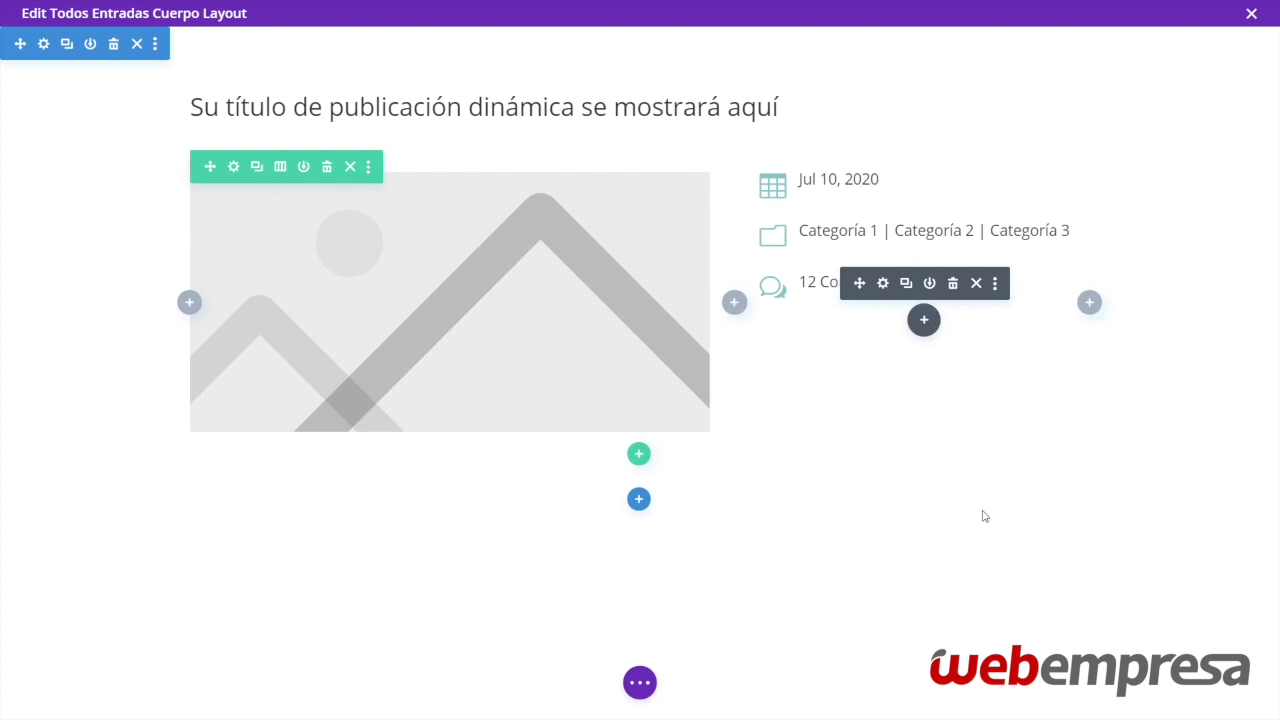 Edit Todos Entradas Cuerpo Layout
Su título de publicación dinámica se mostrará aquí
Jul 10, 2020
Categoría 1 | Categoría 2 | Categoría 3
12 Co
webempresa